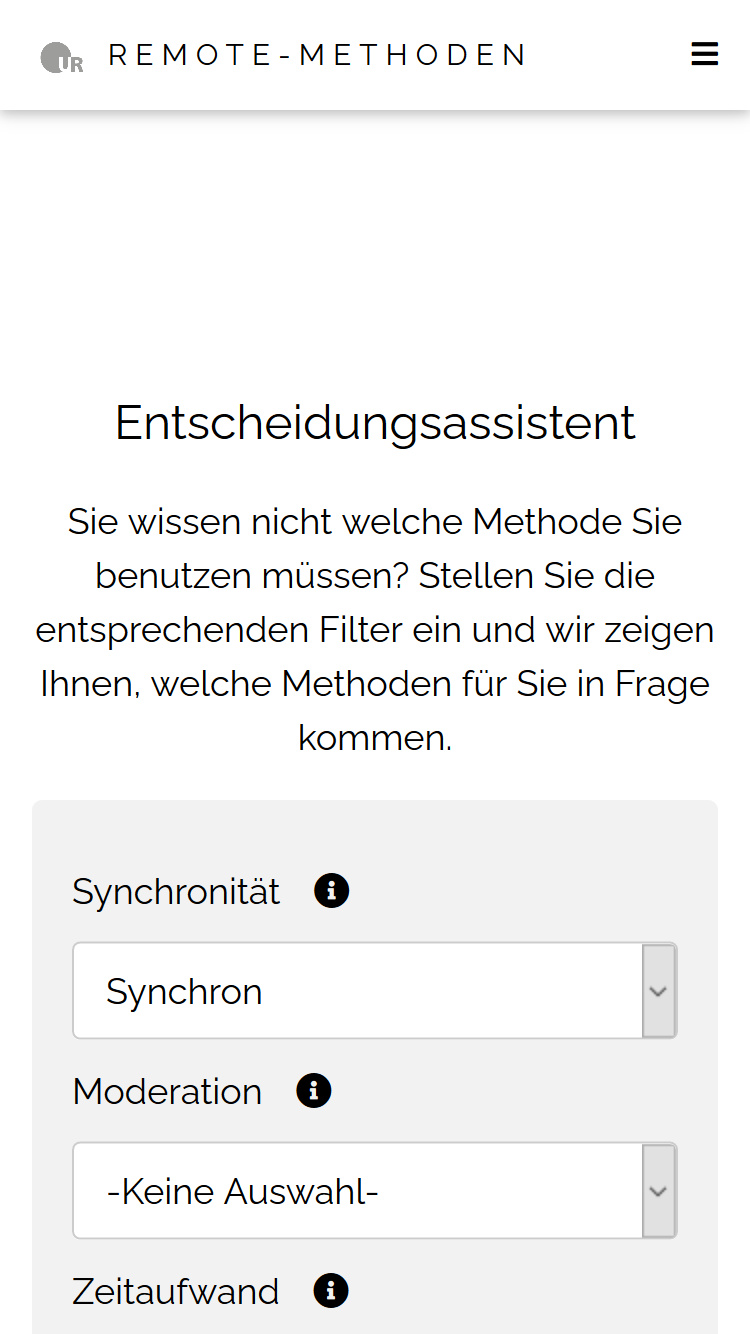 UR REMOTE-METHODEN
Entscheidungsassistent
Sie wissen nicht welche Methode Sie
benutzen müssen? Stellen Sie die
entsprechenden Filter ein und wir zeigen
Ihnen, welche Methoden für Sie in Frage
kommen.
Synchronität
Synchron
Moderation
-Keine Auswahl-
Zeitaufwand